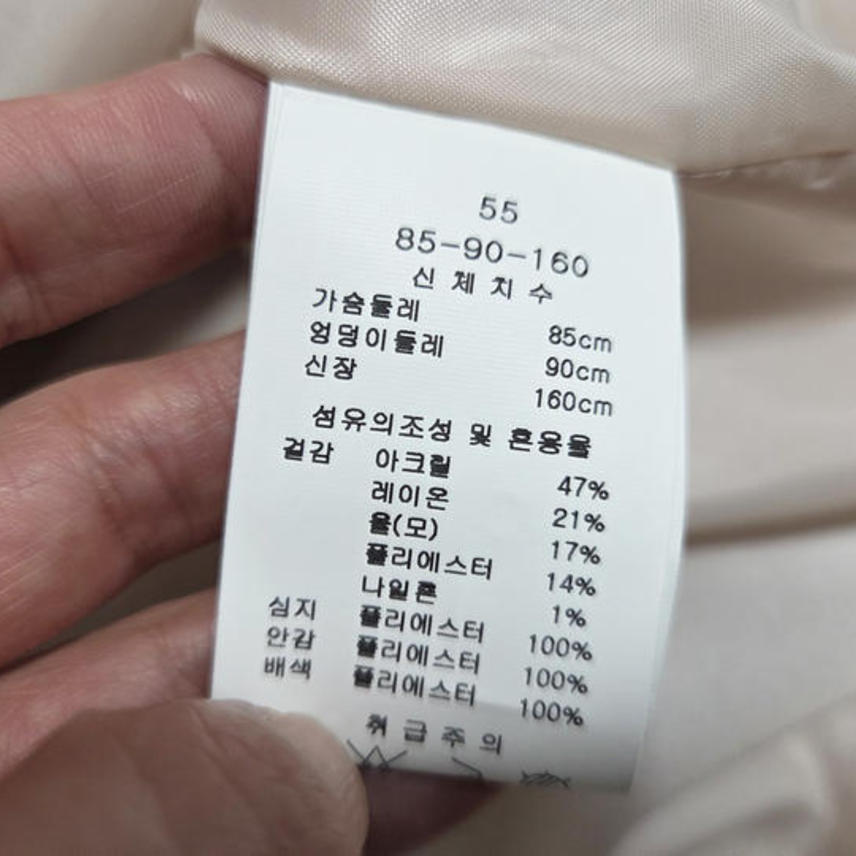 55
85-90-160
신체치수
가슴둘레 85cm
엉덩이둘레 90cm
신장 160cm
섬유의조성 및 혼용율
겉감 아크릴 47%
레이온 21%
울(모) 17%
폴리에스터 14%
나일론 1%
심지 폴리에스터 100%
안감 폴리에스터 100%
배색 폴리에스터 100%
취급주의